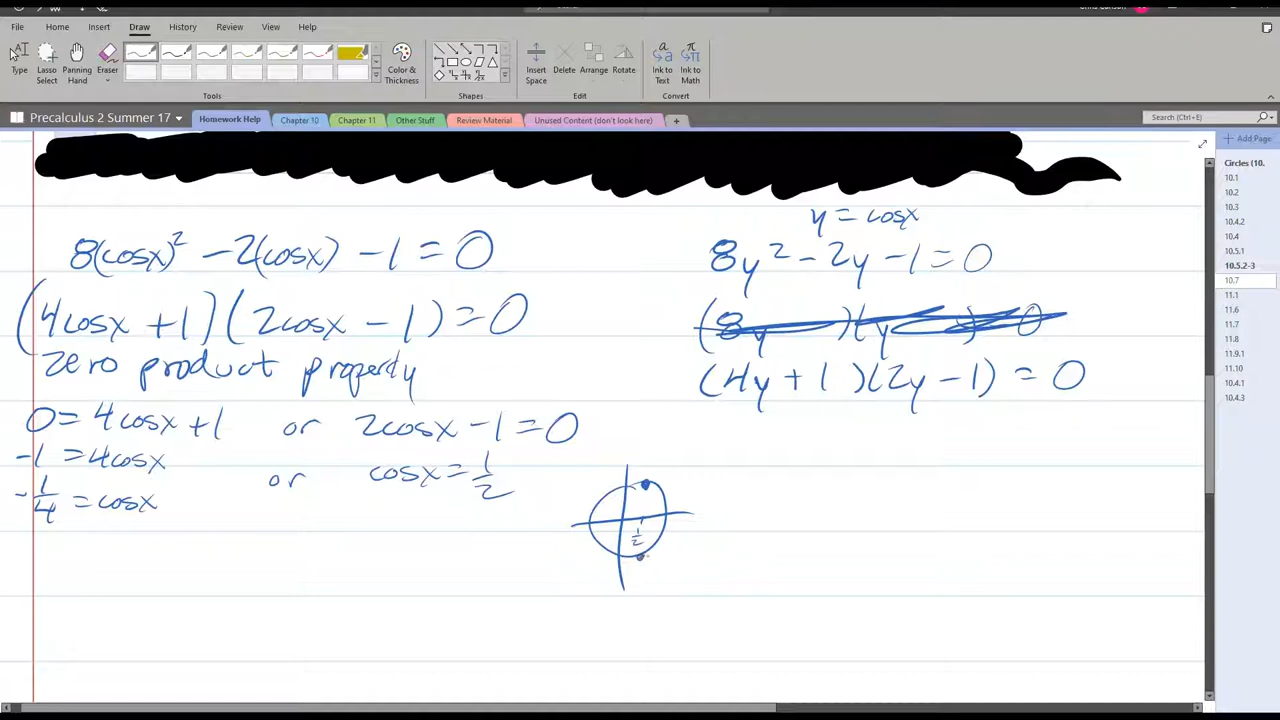 File Home Insert Draw History Review View Help
Type
Lasso Select
Panning Hand
Eraser
Color & Thickness
Insert Space
Delete
Arrange
Rotate
Ink to Text
Ink to Math
Tools
Shapes
Edit
Convert
Precalculus 2 Summer 17
Homework Help
Chapter 10
Chapter 11
Other Stuff
Review Material
Unused Content (don't look here)
+
Search (Ctrl+E)
Add Page
Circles (10.
10.1
10.2
10.3
10.4.2
10.4
10.5.1
10.5.2-3
10.7
11.1
11.6
11.7
11.8
11.9.1
11.10
10.4.1
10.4.3
8(cosx)² - 2(cosx) - 1 = 0
(4cosx + 1)(2cosx - 1) = 0
zero product property
0 = 4cosx + 1 or 2cosx - 1 = 0
-1 = 4cosx
-1/4 = cosx or cosx = 1/2
1/2
y = cosx
8y² - 2y - 1 = 0
(8y )(y ) 0
(4y + 1)(2y - 1) = 0